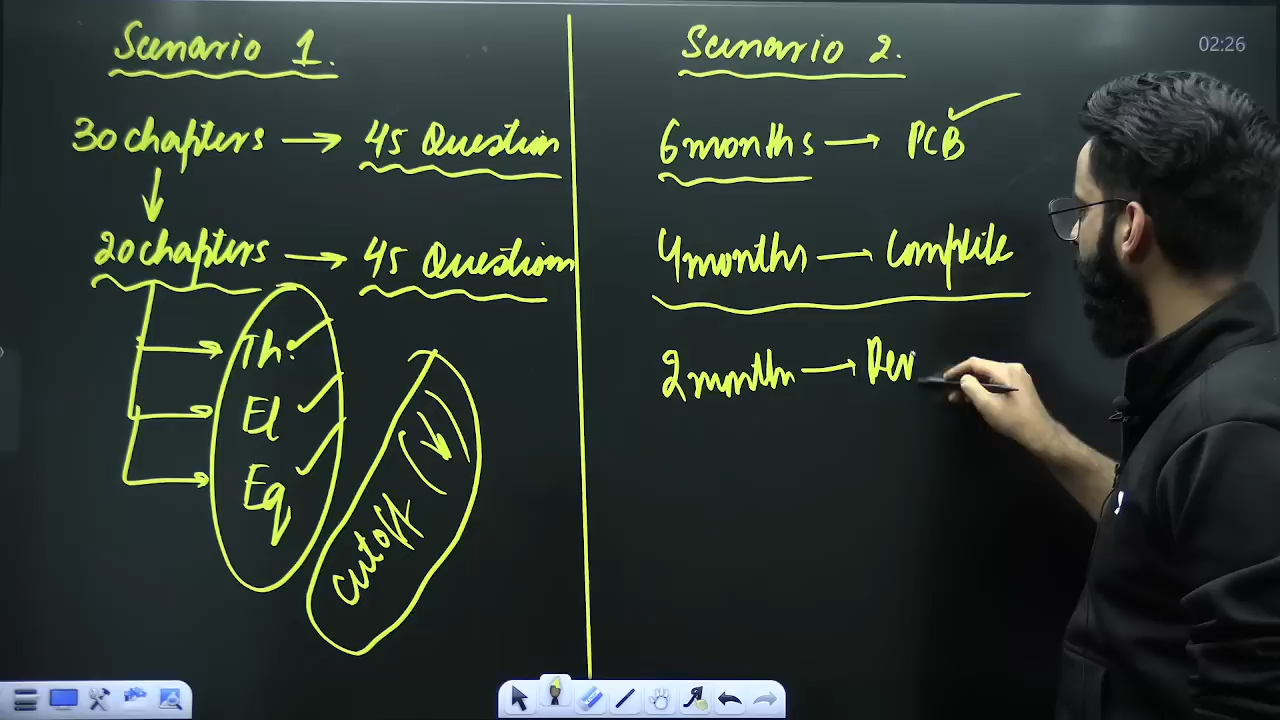 Scenario 1.
30 chapters → 45 Question
20 chapters → 45 Questions
Th.
El
Eq
cutoff (↓)
Scenario 2.
02:26
6 months → PCB
4 months — Complete
2 month → Rev